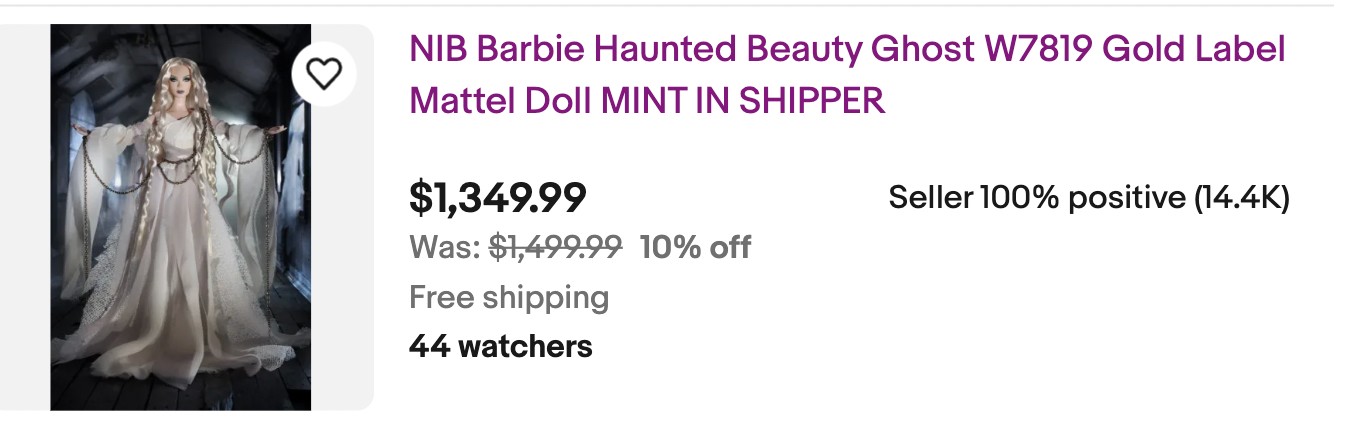 NIB Barbie Haunted Beauty Ghost W7819 Gold Label
Mattel Doll MINT IN SHIPPER
$1,349.99
Seller 100% positive (14.4K)
Was: $1,499.99 10% off
Free shipping
44 watchers